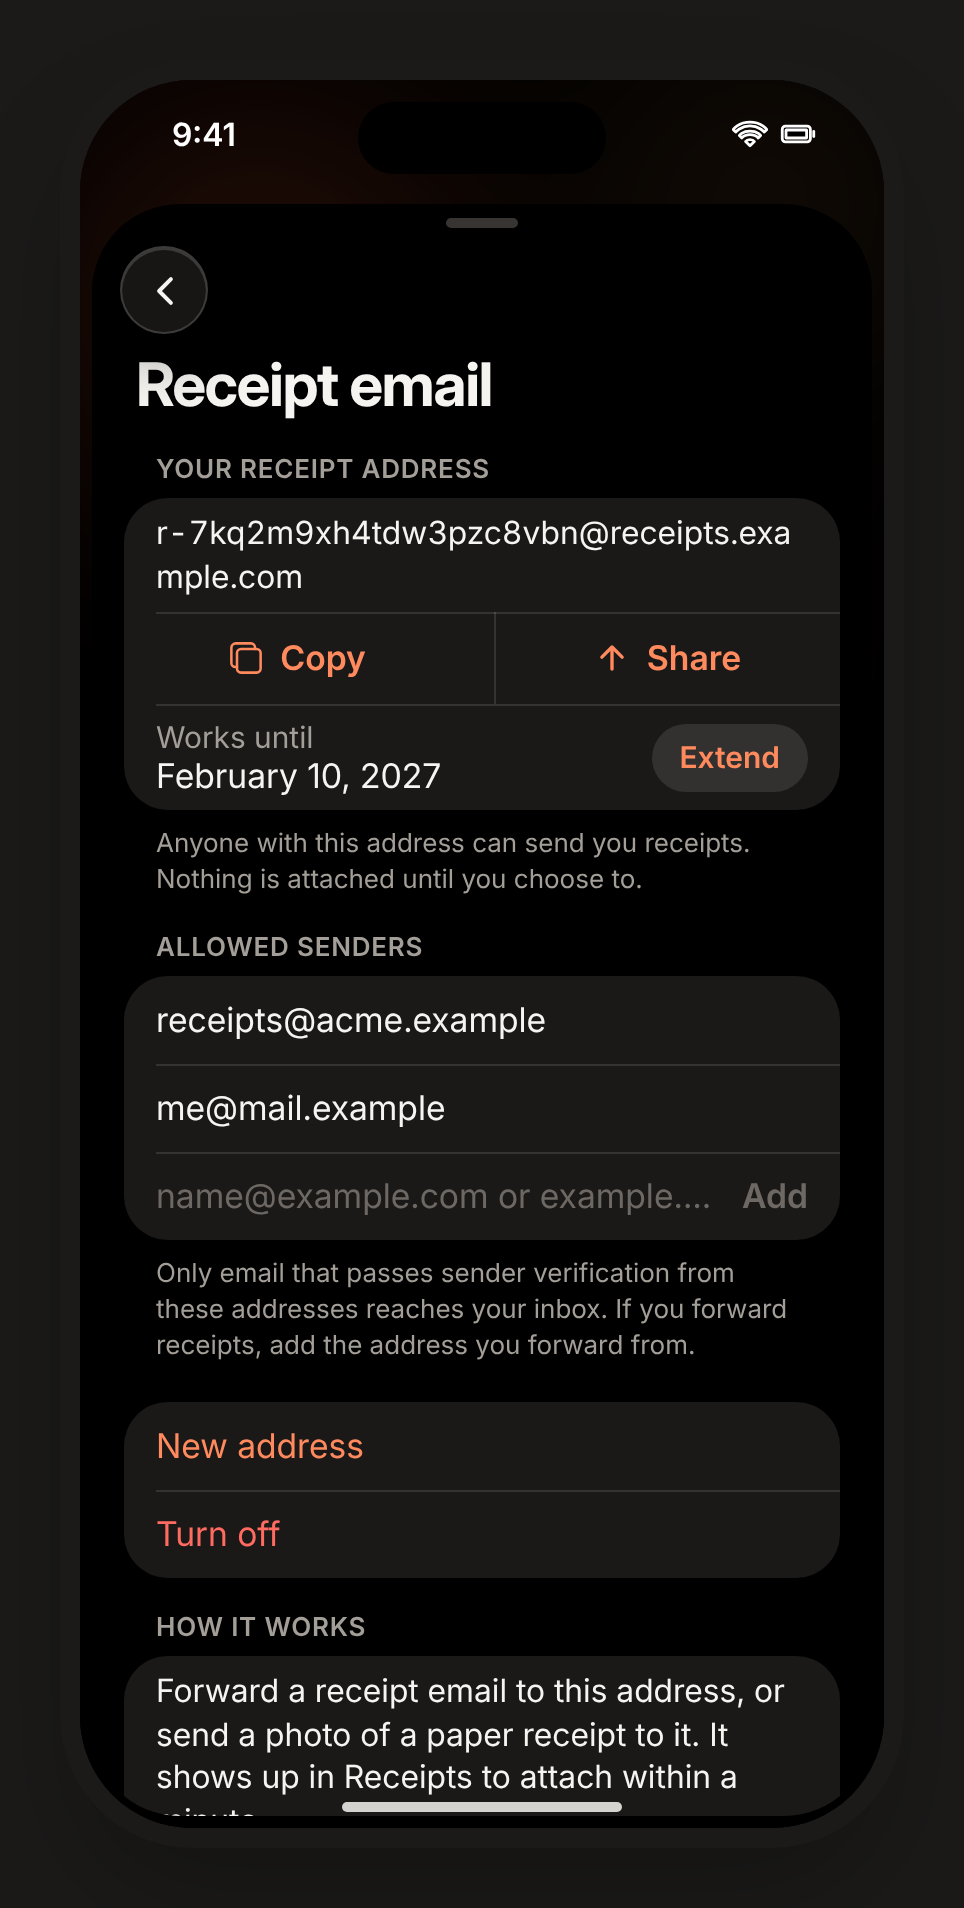 9:41
Receipt email
YOUR RECEIPT ADDRESS
r-7kq2m9xh4tdw3pzc8vbn@receipts.exa
mple.com
Copy
Share
Works until
February 10, 2027
Extend
Anyone with this address can send you receipts.
Nothing is attached until you choose to.
ALLOWED SENDERS
receipts@acme.example
me@mail.example
name@example.com or example.... Add
Only email that passes sender verification from
these addresses reaches your inbox. If you forward
receipts, add the address you forward from.
New address
Turn off
HOW IT WORKS
Forward a receipt email to this address, or
send a photo of a paper receipt to it. It
shows up in Receipts to attach within a